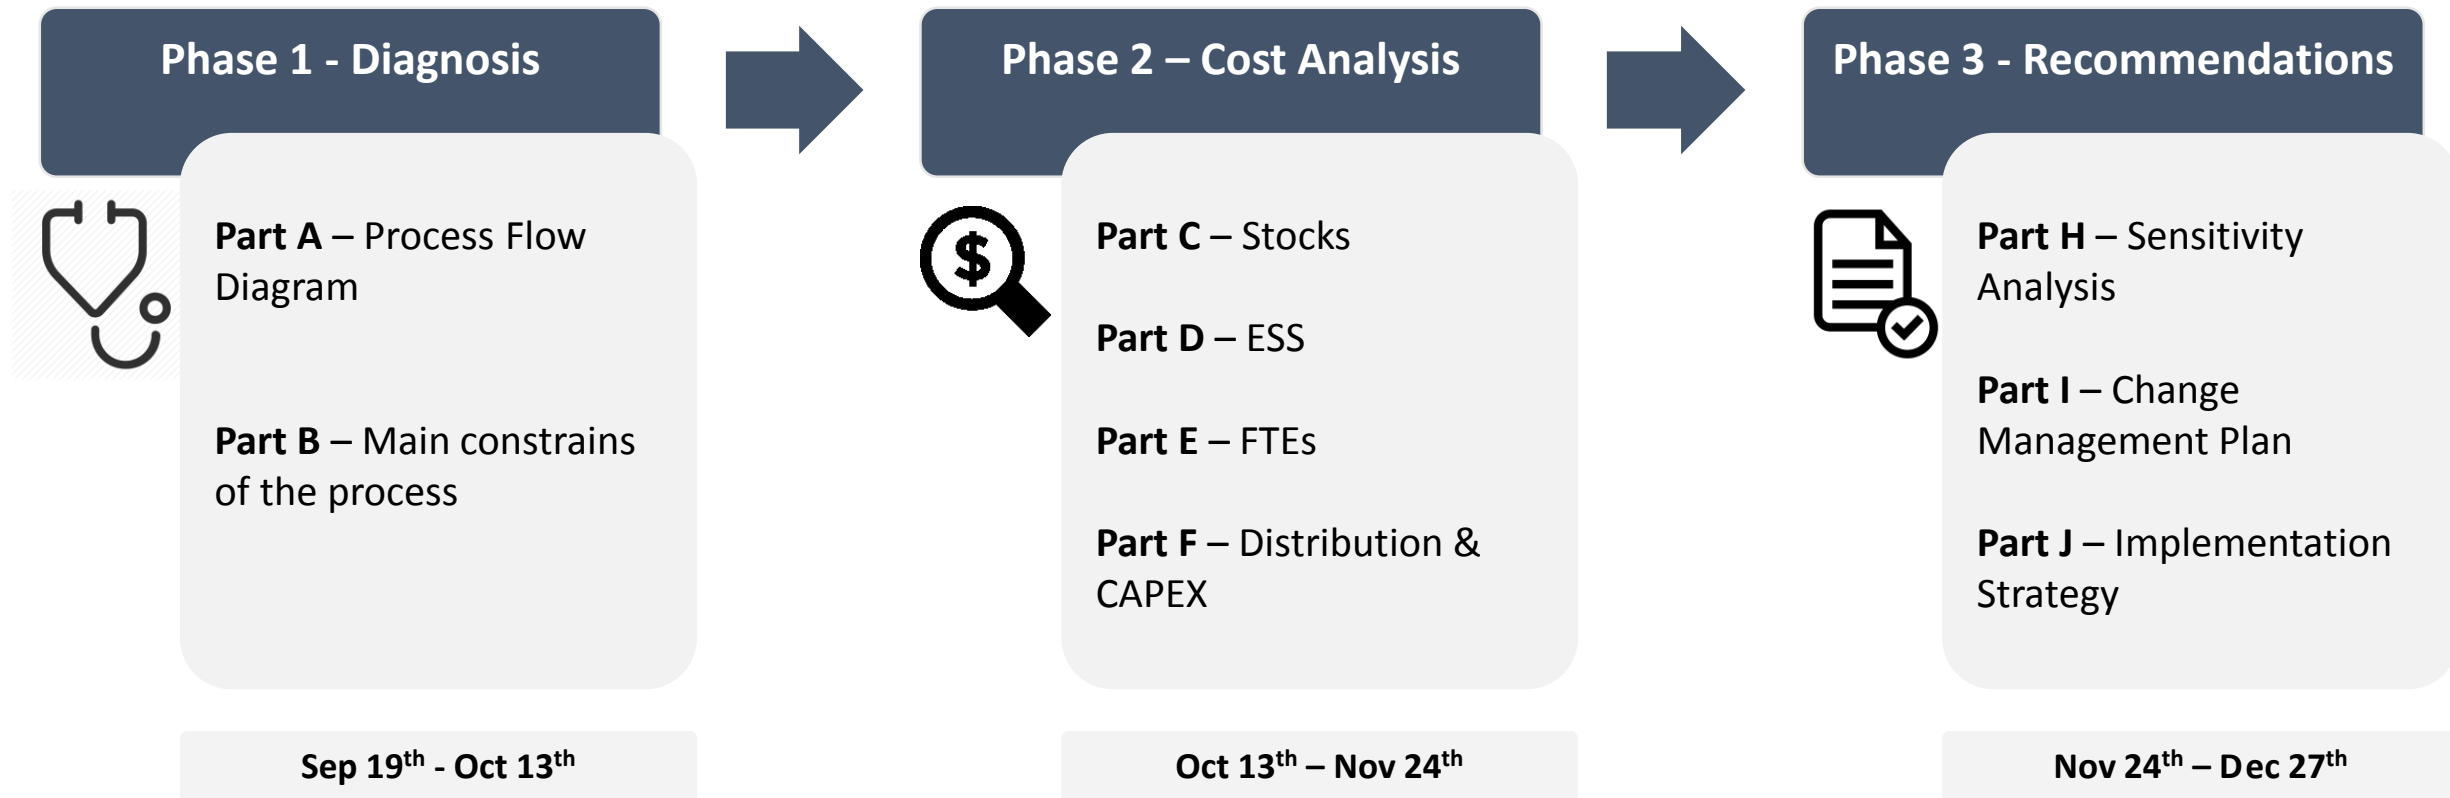 Phase 1 - Diagnosis
Part A – Process Flow
Diagram
Part B – Main constrains
of the process
Sep 19th - Oct 13th
Phase 2 – Cost Analysis
$
Part C – Stocks
Part D – ESS
Part E – FTEs
Part F – Distribution &
CAPEX
Oct 13th – Nov 24th
Phase 3 - Recommendations
Part H – Sensitivity
Analysis
Part I – Change
Management Plan
Part J – Implementation
Strategy
Nov 24th – Dec 27th